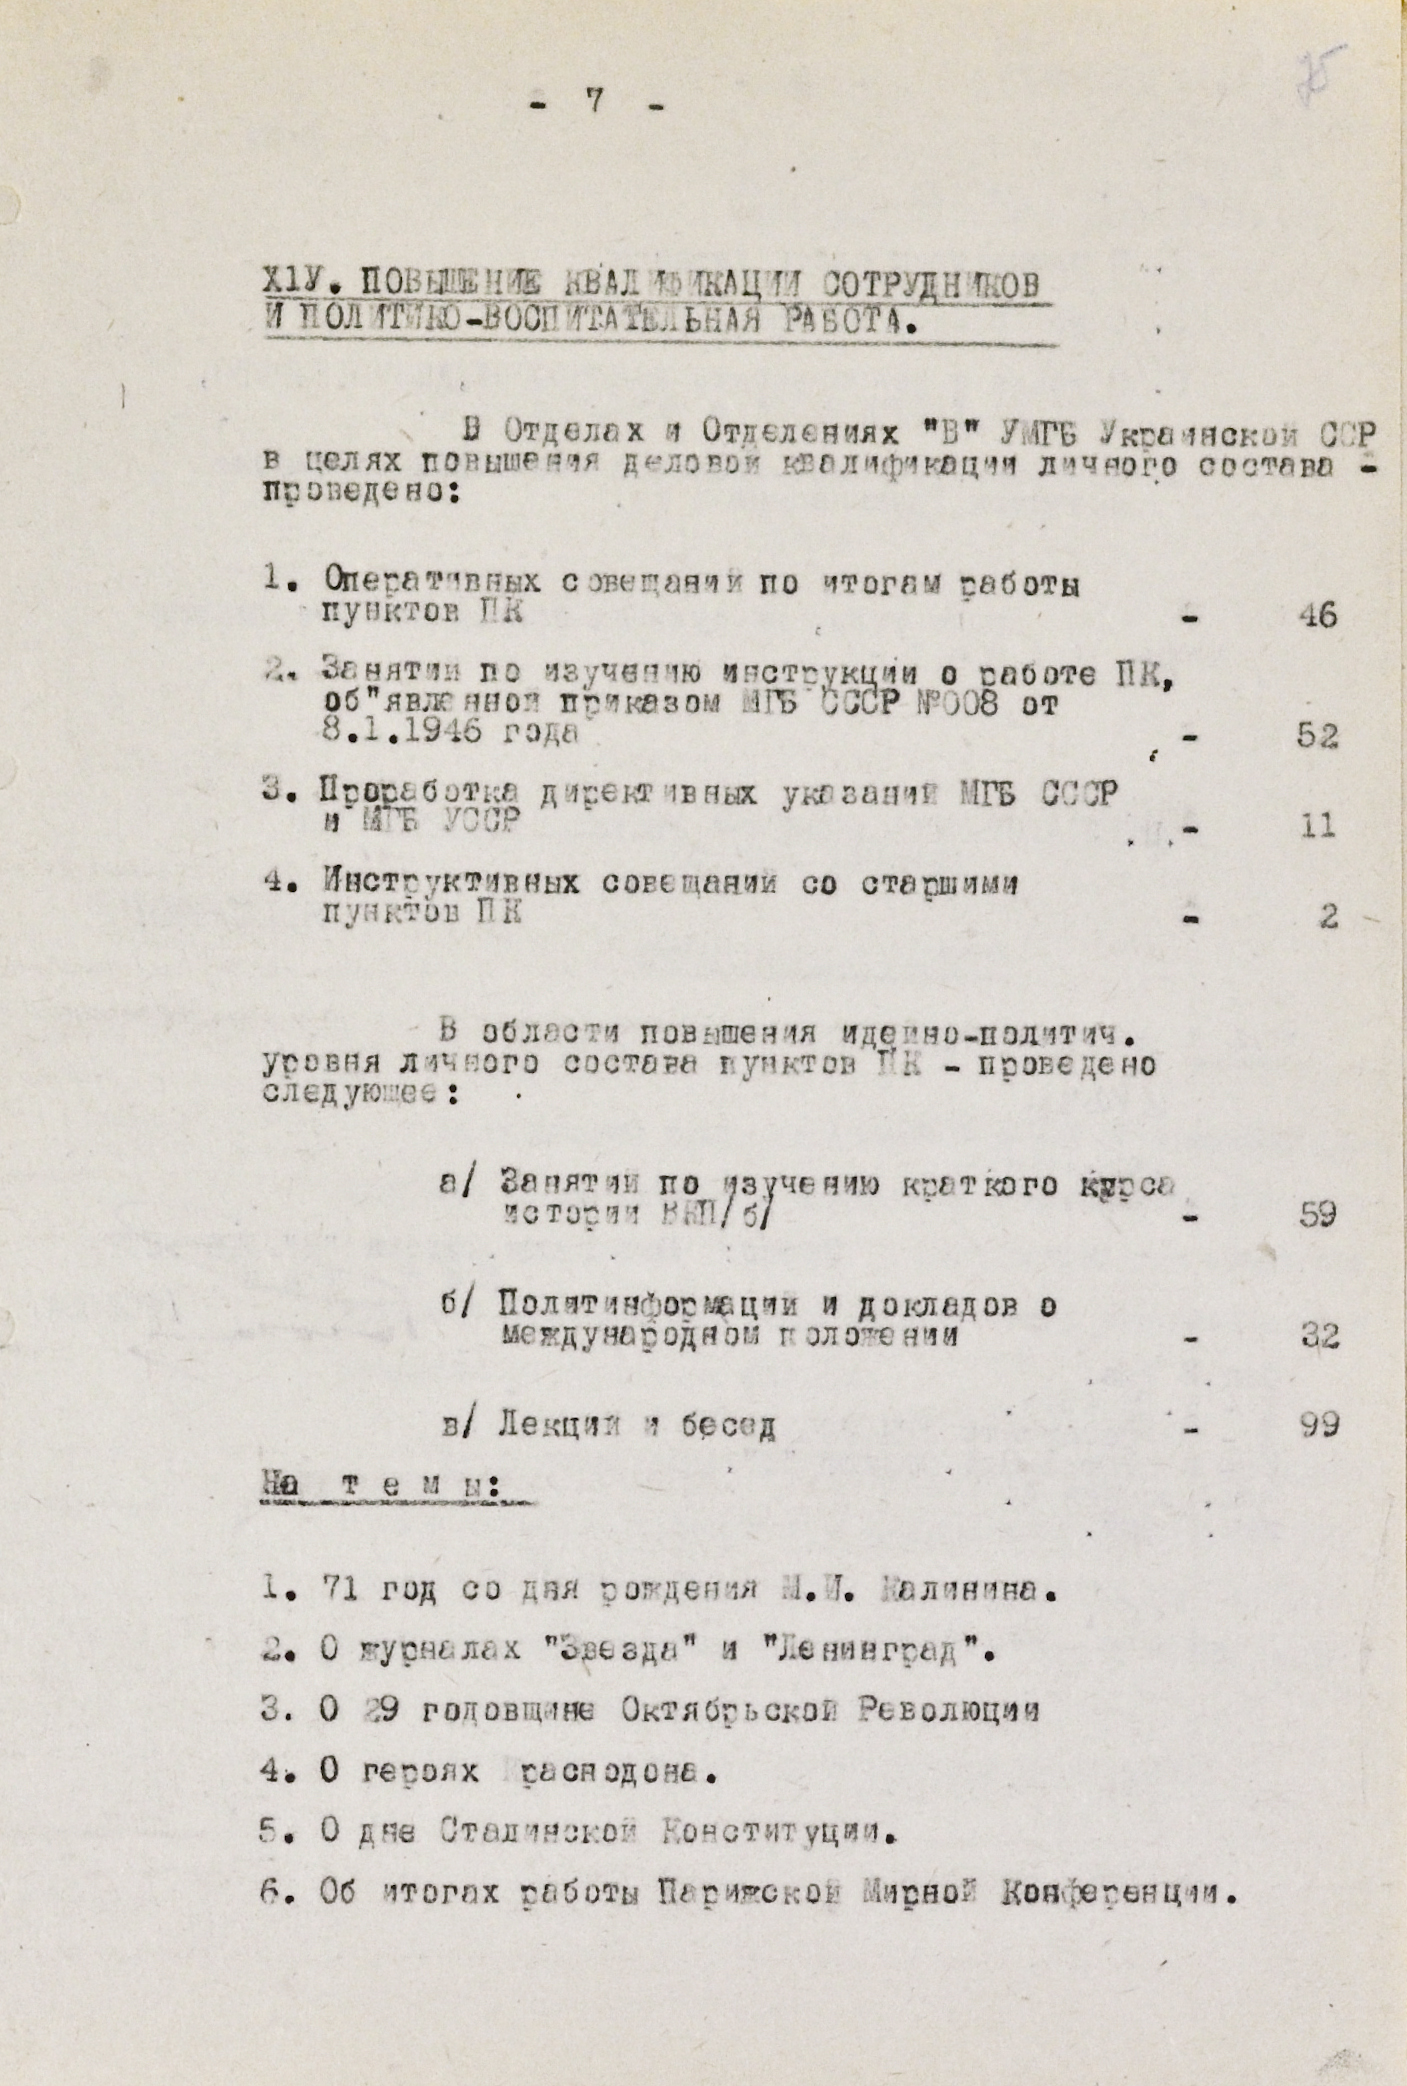 75
- 7 -
Х1У. ПОВЫШЕНИЕ КВАЛИФИКАЦИИ СОТРУДНИКОВ
И ПОЛИТИКО-ВОСПИТАТЕЛЬНАЯ РАБОТА.
В Отделах и Отделениях "В" УМГБ Украинской ССР
в целях повышения деловой квалификации личного состава -
проведено:
1. Оперативных совещаний по итогам работы
пунктов ПК - 46
2. Занятий по изучению инструкции о работе ПК,
об"явленной приказом МГБ СССР №008 от
8.1.1946 года - 52
3. Проработка директивных указаний МГБ СССР
и МГБ УССР - 11
4. Инструктивных совещаний со старшими
пунктов ПК - 2
В области повышения идейно-политич.
уровня личного состава пунктов ПК - проведено
следующее:
а/ Занятий по изучению краткого курса
истории ВКП/б/ - 59
б/ Политинформации и докладов о
международном положении - 32
в/ Лекций и бесед - 99
На темы:
1. 71 год со дня рождения М.И. Калинина.
2. О журналах "Звезда" и "Ленинград".
3. О 29 годовщине Октябрьской Революции
4. О героях Краснодона.
5. О дне Сталинской Конституции.
6. Об итогах работы Парижской Мирной Конференции.